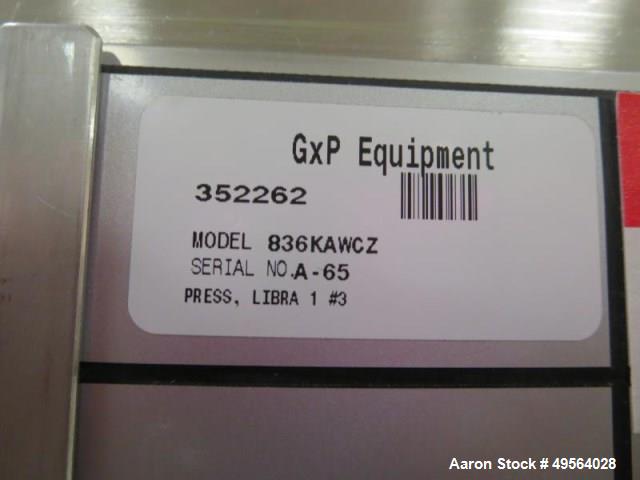 GxP Equipment
352262
MODEL 836KAWCZ
SERIAL NO.A-65
PRESS, LIBRA 1 #3
Aaron Stock # 49564028